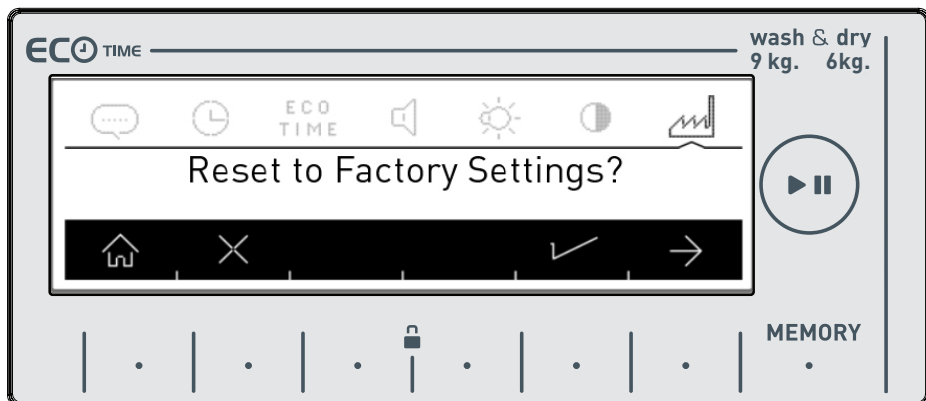 ECO TIME
wash & dry
9 kg. 6kg.
ECO
TIME
Reset to Factory Settings?
MEMORY